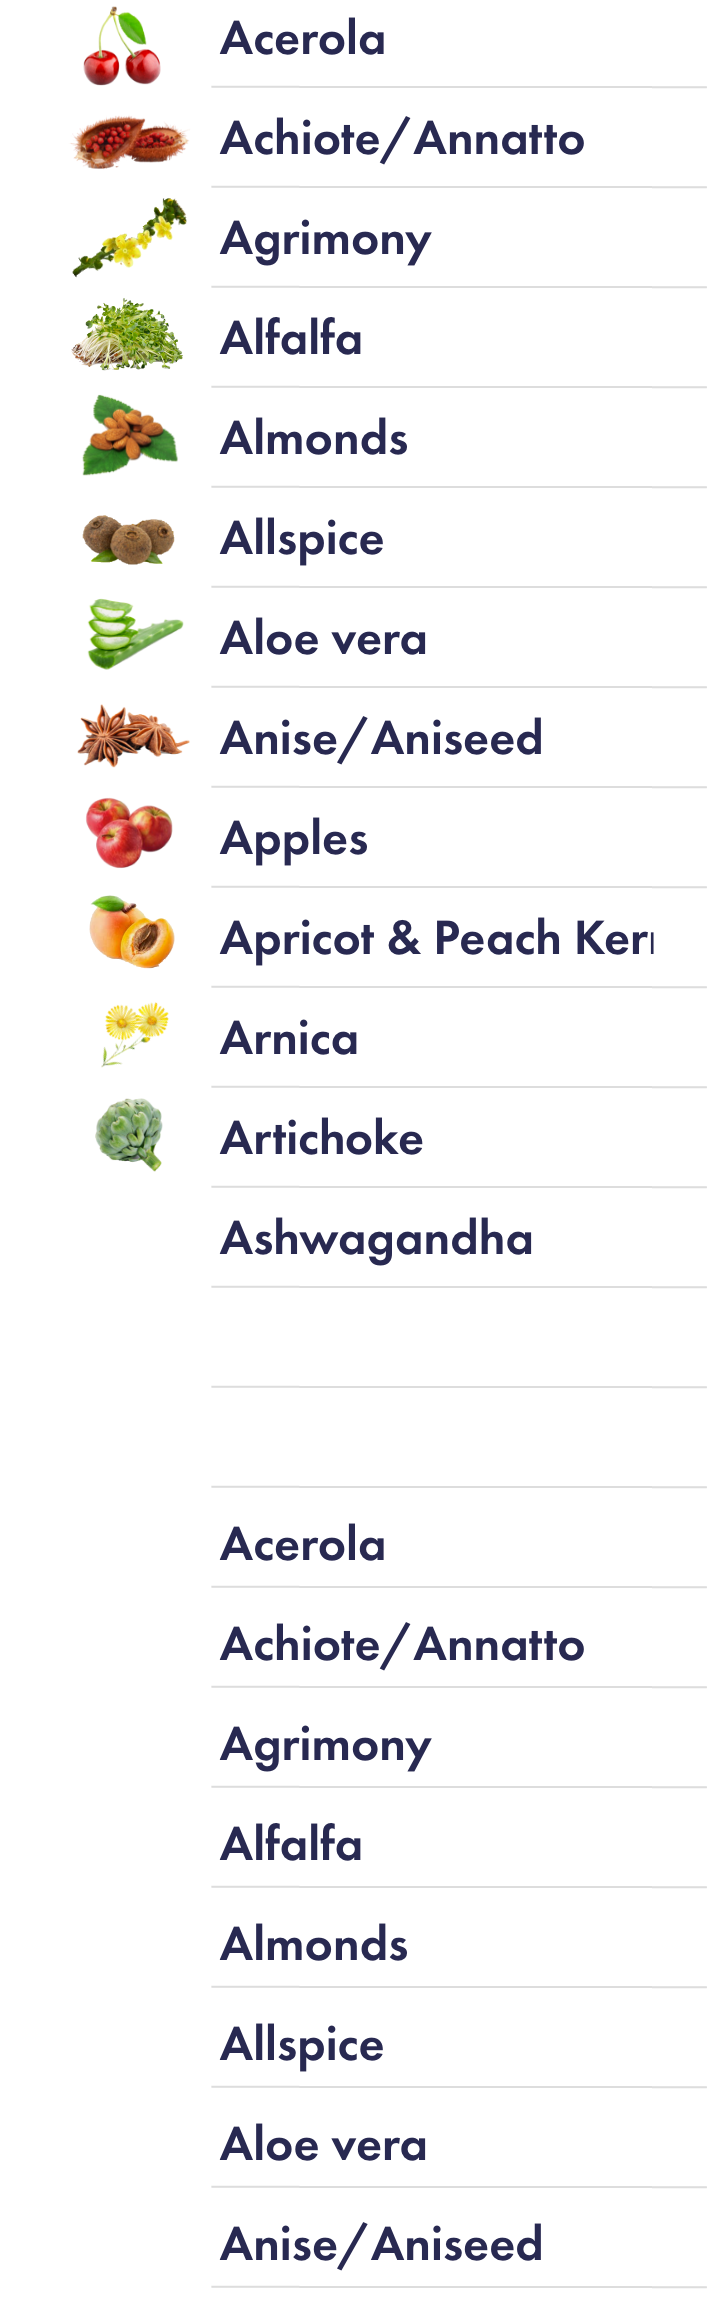 Acerola
Achiote/Annatto
Agrimony
Alfalfa
Almonds
Allspice
Aloe vera
Anise/Aniseed
Apples
Apricot & Peach
Arnica
Artichoke
Ashwagandha
Acerola
Achiote/Annatto
Agrimony
Alfalfa
Almonds
Allspice
Aloe vera
Anise/Aniseed